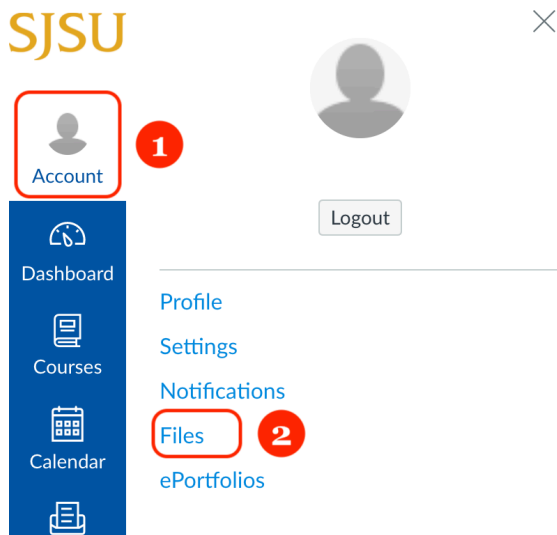 SJSU
1
Account
Logout
Dashboard
Profile
Settings
Courses
Notifications
Files
2
Calendar
ePortfolios